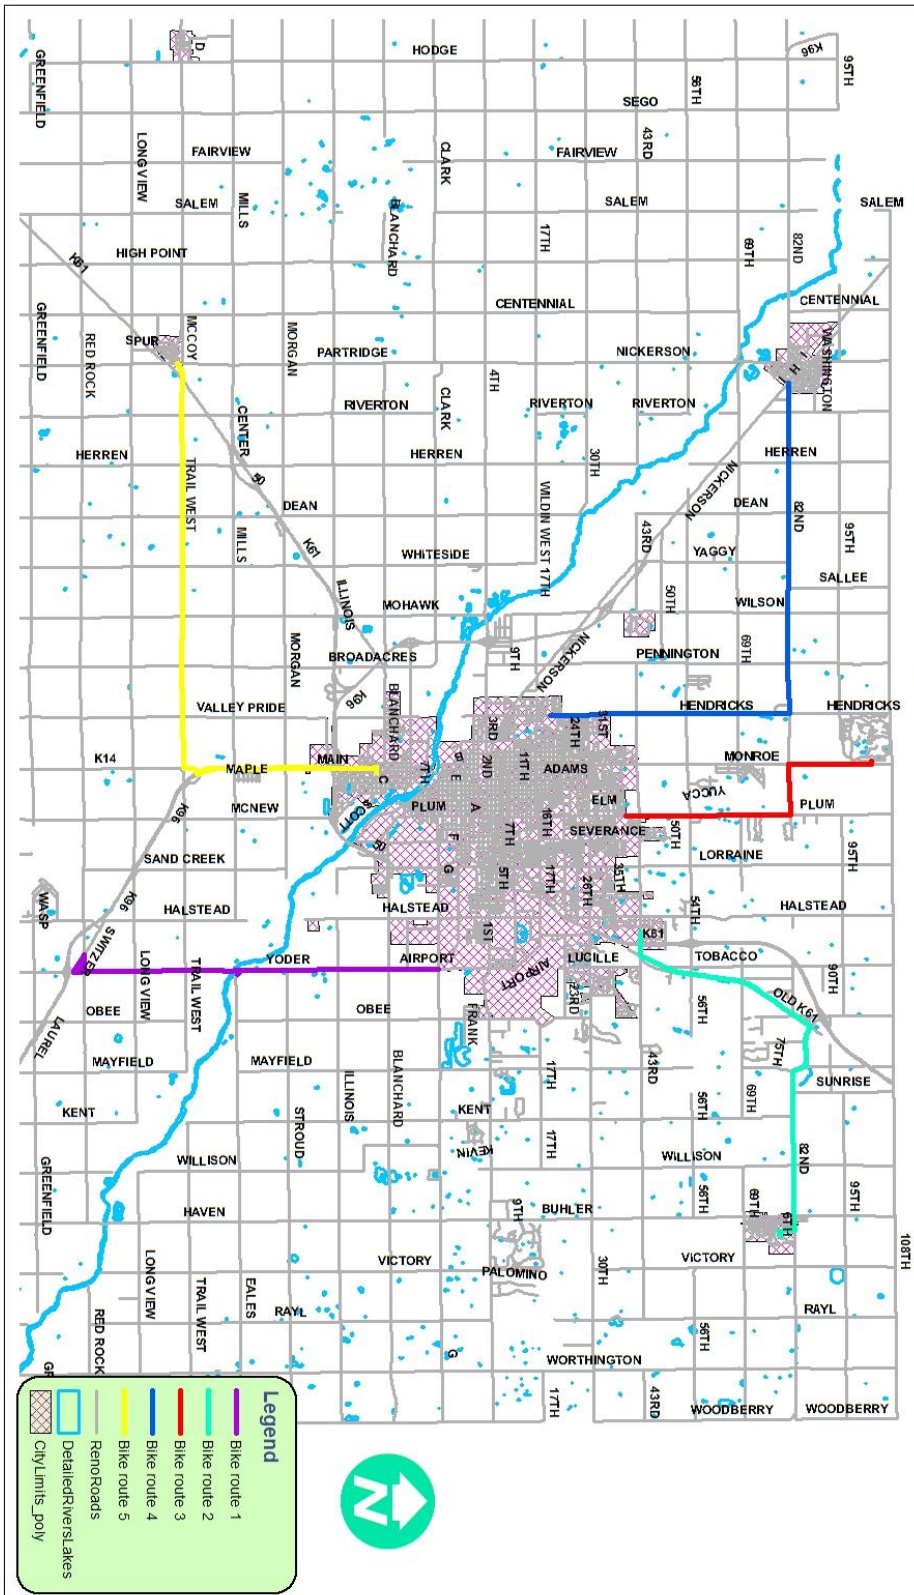 HODGE
K96
95TH
GREENFIELD
D
56TH
SEGO
LONGVIEW
FAIRVIEW
CLARK
FAIRVIEW
43RD
SALEM
MILLS
BLANCHARD
SALEM
SALEM
17TH
69TH
82ND
HIGH POINT
K61
CENTENNIAL
CENTENNIAL
GREENFIELD
RED ROCK
SPUR
MCCOY
MORGAN
PARTRIDGE
NICKERSON
WASHINGTON
I
H
I
4TH
RIVERTON
CLARK
RIVERTON
RIVERTON
CENTER
HERREN
TRAIL WEST
50
HERREN
30TH
NICKERSON
HERREN
DEAN
WILDIN WEST 17TH
DEAN
82ND
MILLS
K61
WHITESIDE
43RD
YAGGY
95TH
SALLEE
ILLINOIS
MOHAWK
50TH
WILSON
MORGAN
BROADACRES
9TH
NICKERSON
PENNINGTON
69TH
K96
BLANCHARD
VALLEY PRIDE
3RD
24TH
31ST
HENDRICKS
HENDRICKS
K14
MAPLE
MAIN
C
7TH
B
E
2ND
11TH
ADAMS
MONROE
K96
MCNEW
SCOTT
PLUM
A
ELM
YUCCA
PLUM
50
F
7TH
16TH
SEVERANCE
50TH
SAND CREEK
G
5TH
17TH
26TH
35TH
LORRAINE
95TH
WASP
K96
HALSTEAD
HALSTEAD
54TH
HALSTEAD
SWITZER
1ST
K61
LONGVIEW
TRAIL WEST
YODER
AIRPORT
AIRPORT
LUCILLE
TOBACCO
90TH
LAUREL
OBEE
OBEE
FRANK
23RD
56TH
OLD K61
MAYFIELD
MAYFIELD
BLANCHARD
17TH
43RD
75TH
SUNRISE
KENT
STROUD
ILLINOIS
KENT
56TH
69TH
GREENFIELD
WILLISON
KEVIN
17TH
WILLISON
82ND
HAVEN
9TH
BUHLER
56TH
69TH
6TH
95TH
LONGVIEW
TRAIL WEST
EALES
VICTORY
PALOMINO
30TH
VICTORY
108TH
RED ROCK
RAYL
RAYL
GR
G
WORTHINGTON
56TH
17TH
43RD
WOODBERRY
WOODBERRY
Legend
Bike route 1
Bike route 2
Bike route 3
Bike route 4
Bike route 5
RenoRoads
DetailedRiversLakes
CityLimits_poly
N